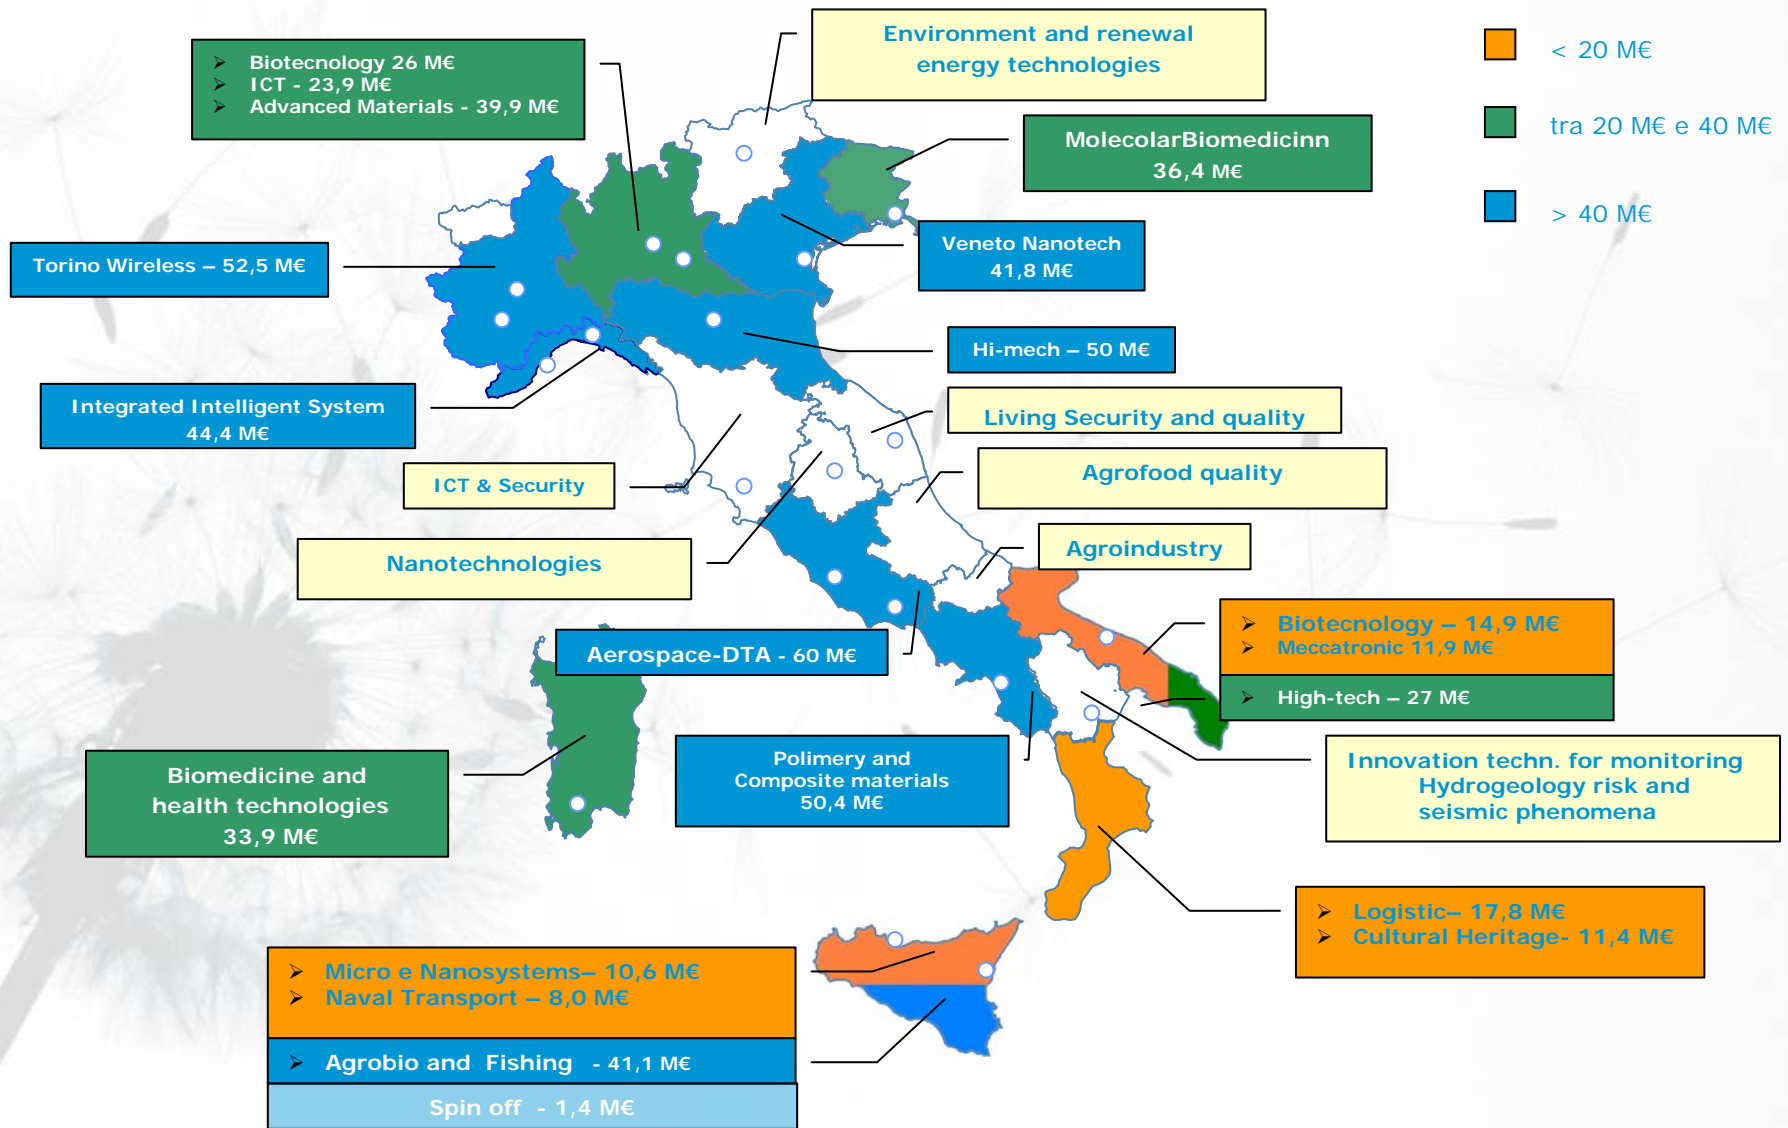 Environment and renewal
energy technologies
< 20 M€
tra 20 M€ e 40 M€
> 40 M€
➢ Biotecnology 26 M€
➢ ICT - 23,9 M€
➢ Advanced Materials - 39,9 M€
MolecolarBiomedicinn
36,4 M€
Torino Wireless – 52,5 M€
Veneto Nanotech
41,8 M€
Hi-mech – 50 M€
Integrated Intelligent System
44,4 M€
Living Security and quality
ICT & Security
Agrofood quality
Nanotechnologies
Agroindustry
Aerospace-DTA - 60 M€
➢ Biotecnology – 14,9 M€
➢ Meccatronic 11,9 M€
➢ High-tech – 27 M€
Biomedicine and
health technologies
33,9 M€
Polimery and
Composite materials
50,4 M€
Innovation techn. for monitoring
Hydrogeology risk and
seismic phenomena
➢ Logistic– 17,8 M€
➢ Cultural Heritage- 11,4 M€
➢ Micro e Nanosystems– 10,6 M€
➢ Naval Transport – 8,0 M€
➢ Agrobio and Fishing - 41,1 M€
Spin off - 1,4 M€